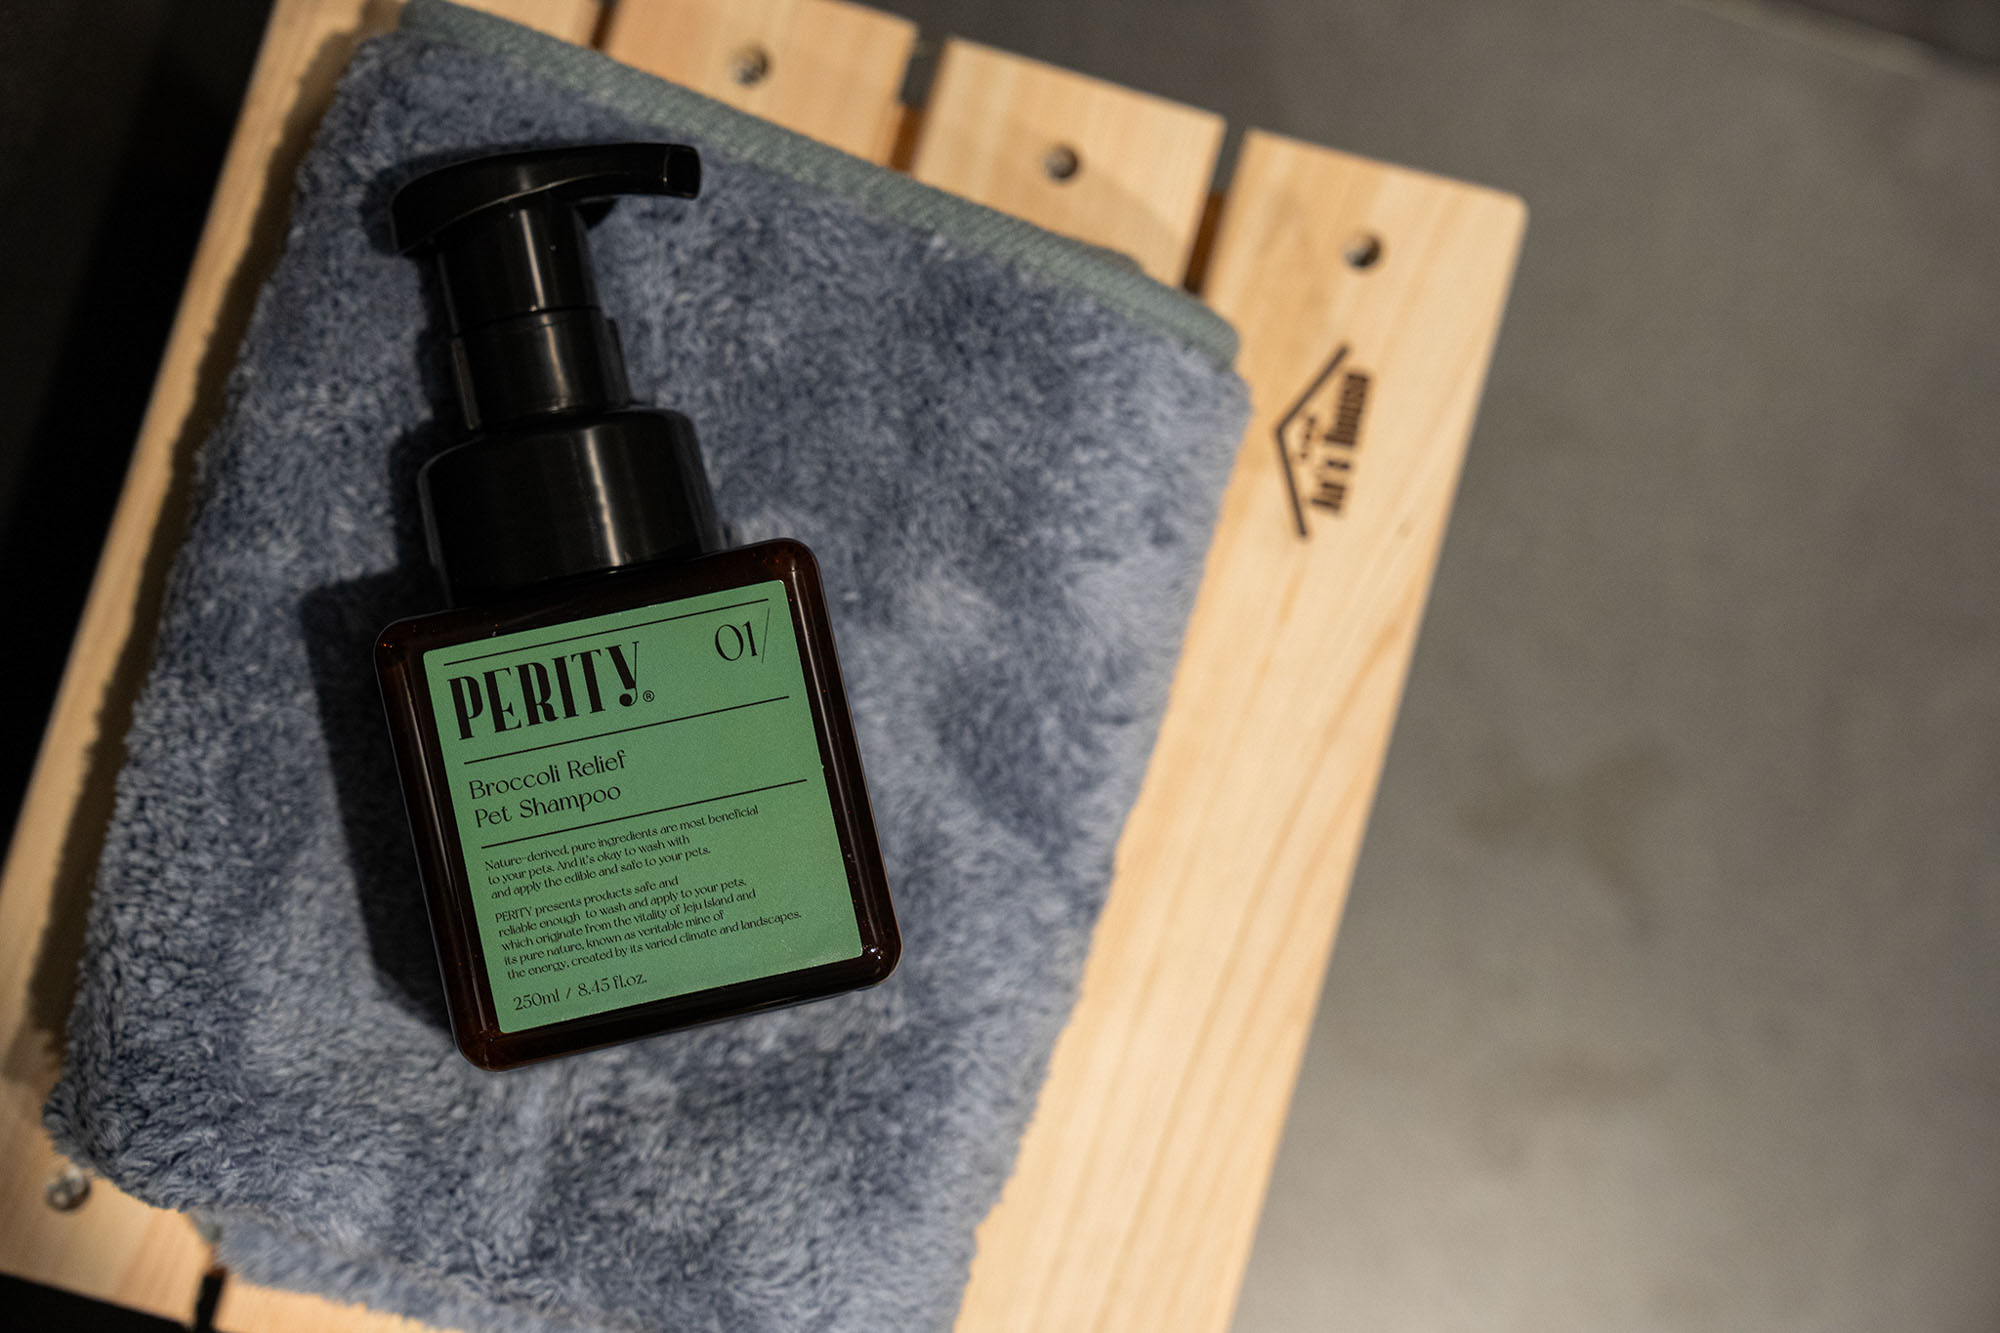 PERITY® 01/
Broccoli Relief
Pet Shampoo
Nature-derived, pure ingredients are most beneficial
to your pets. And it's okay to wash with
and apply the edible and safe to your pets.
PERITY presents products safe and
reliable enough to wash and apply to your pets,
which originate from the vitality of Jeju Island and
its pure nature, known as veritable mine of
the energy, created by its varied climate and landscapes.
250ml / 8.45 fl.oz.
house